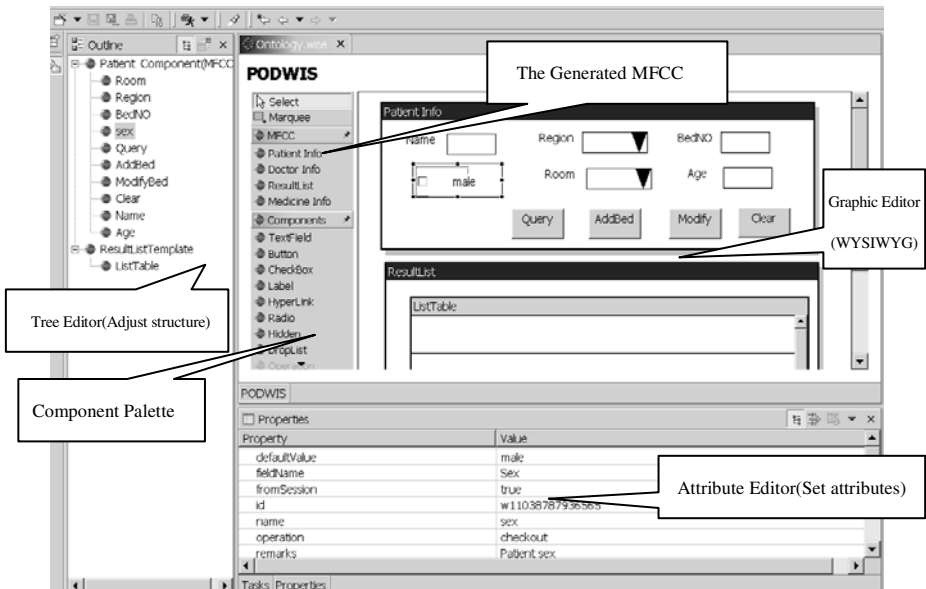 Outline
Patient Component(MFCC
Room
Region
BedNO
sex
Query
AddBed
ModifyBed
Clear
Name
Age
ResultListTemplate
ListTable
Tree Editor(Adjust structure)
Component Palette
Ontology.wise
PODWIS
Select
Marquee
MFCC
Patient Info
Doctor Info
ResultList
Medicine Info
Components
TextField
Button
CheckBox
Label
HyperLink
Radio
Hidden
DropList
Operation
The Generated MFCC
Patient Info
Name
Region
BedNO
male
Room
Age
Query
AddBed
Modify
Clear
Graphic Editor
(WYSIWYG)
ResultList
ListTable
PODWIS
Properties
Property Value
defaultValue male
fieldName Sex
fromSession true
id w11038787936565
name sex
operation checkout
remarks Patient sex
Attribute Editor(Set attributes)
Tasks Properties